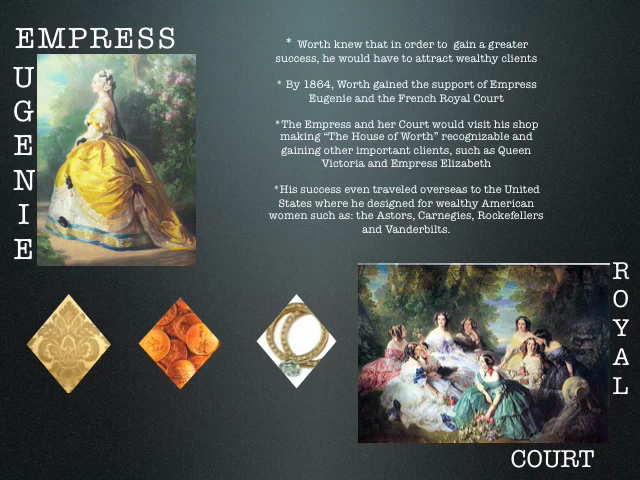 EMPRESS
UGENIE
* Worth knew that in order to gain a greater
success, he would have to attract wealthy clients
* By 1864, Worth gained the support of Empress
Eugenie and the French Royal Court
*The Empress and her Court would visit his shop
making “The House of Worth” recognizable and
gaining other important clients, such as Queen
Victoria and Empress Elizabeth
*His success even traveled overseas to the United
States where he designed for wealthy American
women such as: the Astors, Carnegies, Rockefellers
and Vanderbilts.
ROYAL
COURT